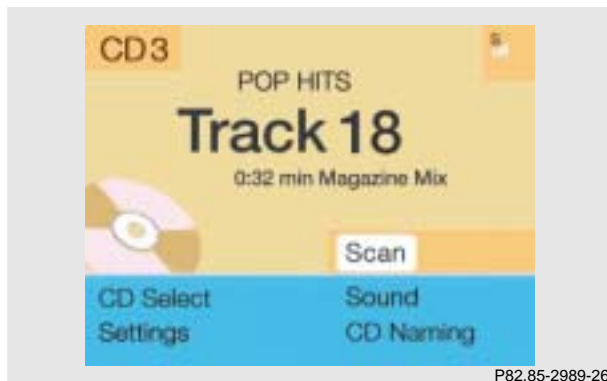 CD3
S
POP HITS
Track 18
0:32 min Magazine Mix
Scan
CD Select Sound
Settings CD Naming
P82.85-2989-26